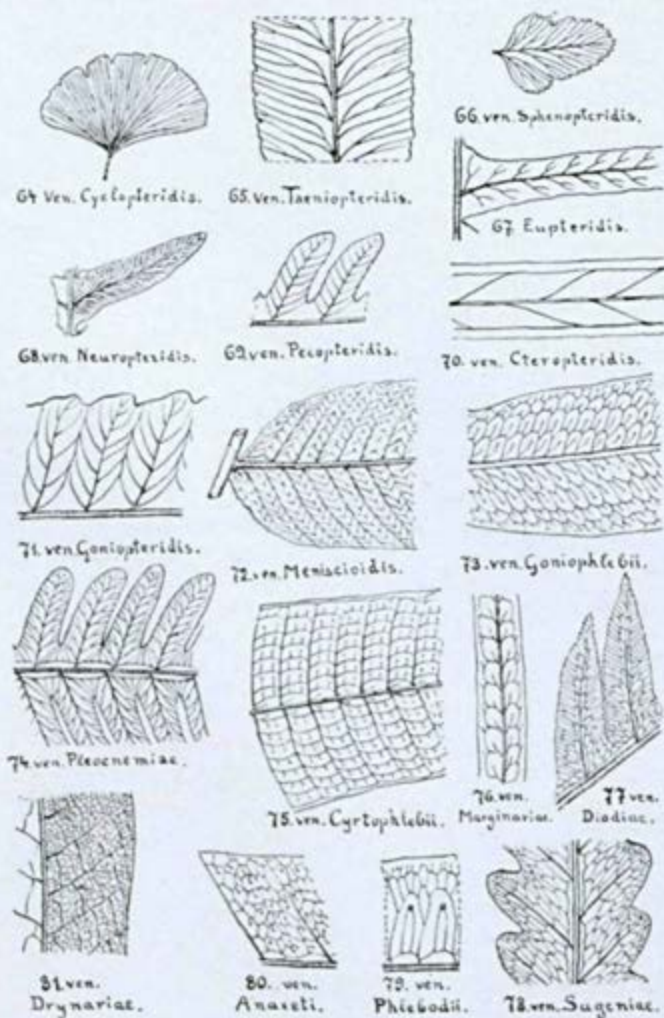 64 Ven. Cyclopteridis.
65. ven. Taeniopteridis.
66. ven. Sphenopteridis.
67. Eupteridis.
68. ven Neuropteridis.
69. ven. Pecopteridis.
70. ven. Cteropteridis.
71. ven. Goniopteridis.
72. ven. Meniscioidis.
73. ven. Goniophlebii.
74. ven. Pleocnemiae.
75. ven. Cyrtophlebii.
76. ven.
Marginariae.
77 ven.
Diodiae.
81. ven.
Drynariae.
80. ven.
Anaxeti.
79. ven.
Phlebodii.
78. ven. Sageniae.